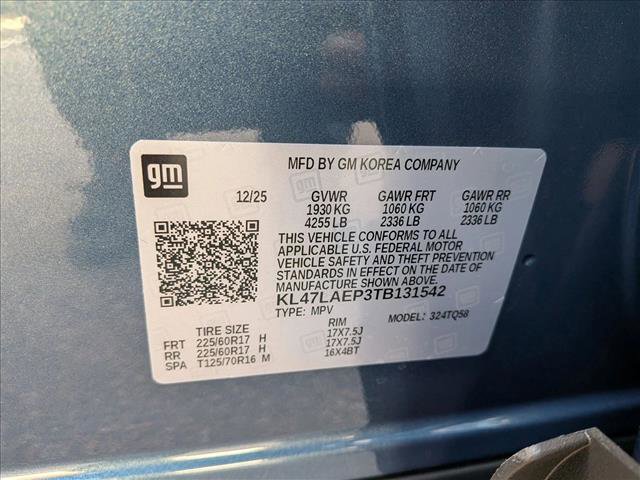 gm
MFD BY GM KOREA COMPANY
12/25 GVWR GAWR FRT GAWR RR
1930 KG 1060 KG 1060 KG
4255 LB 2336 LB 2336 LB
THIS VEHICLE CONFORMS TO ALL
APPLICABLE U.S. FEDERAL MOTOR
VEHICLE SAFETY AND THEFT PREVENTION
STANDARDS IN EFFECT ON THE DATE OF
MANUFACTURE SHOWN ABOVE.
KL47LAEP3TB131542
TYPE: MPV MODEL: 324TQ58
TIRE SIZE RIM
FRT 225/60R17 H 17X7.5J
RR 225/60R17 H 17X7.5J
SPA T125/70R16 M 16X4BT